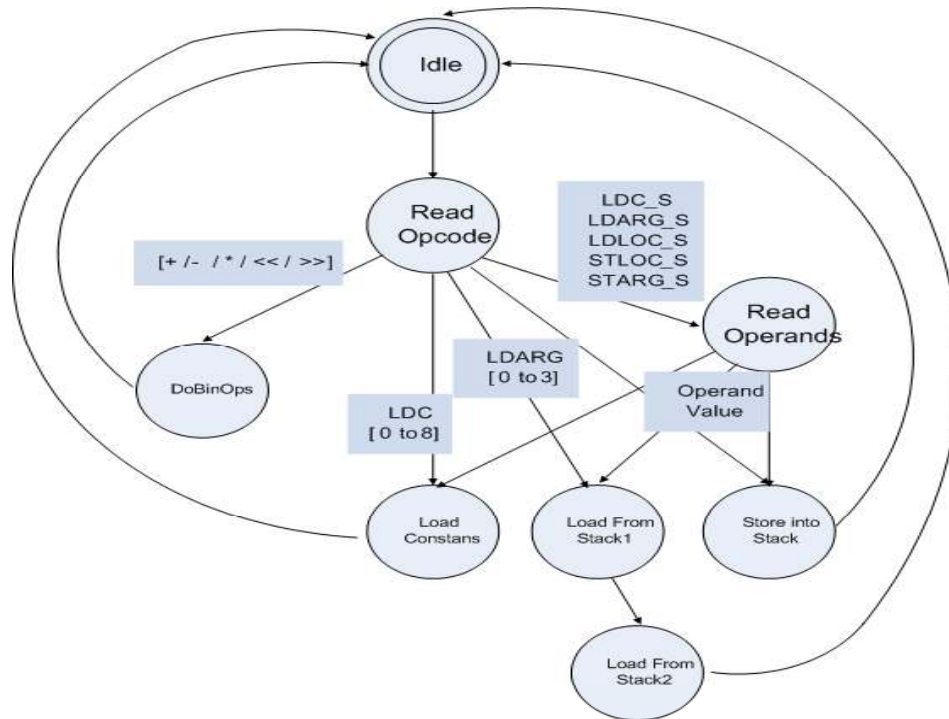 Idle
Read
Opcode
LDC_S
LDARG_S
LDLOC_S
STLOC_S
STARG_S
[+ /- / * / << / >>]
Read
Operands
DoBinOps
LDARG
[ 0 to 3]
Operand
Value
LDC
[ 0 to 8]
Load
Constans
Load From
Stack1
Store into
Stack
Load From
Stack2